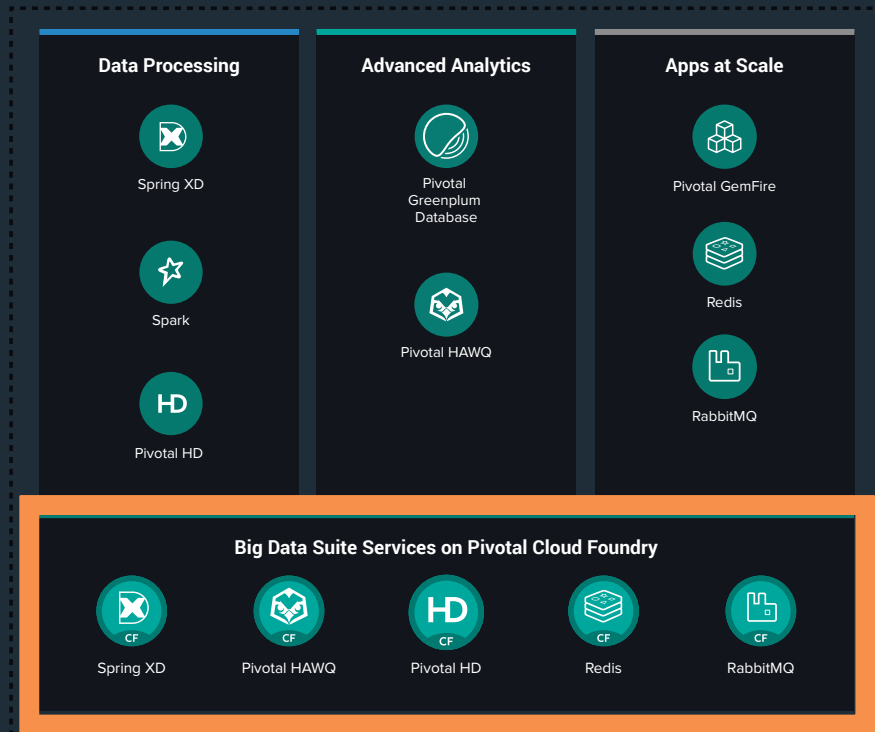 Data Processing
Spring XD
Spark
HD
Pivotal HD
Advanced Analytics
Pivotal
Greenplum
Database
Pivotal HAWQ
Apps at Scale
Pivotal GemFire
Redis
RabbitMQ
Big Data Suite Services on Pivotal Cloud Foundry
CF
Spring XD
CF
Pivotal HAWQ
HD
CF
Pivotal HD
CF
Redis
CF
RabbitMQ